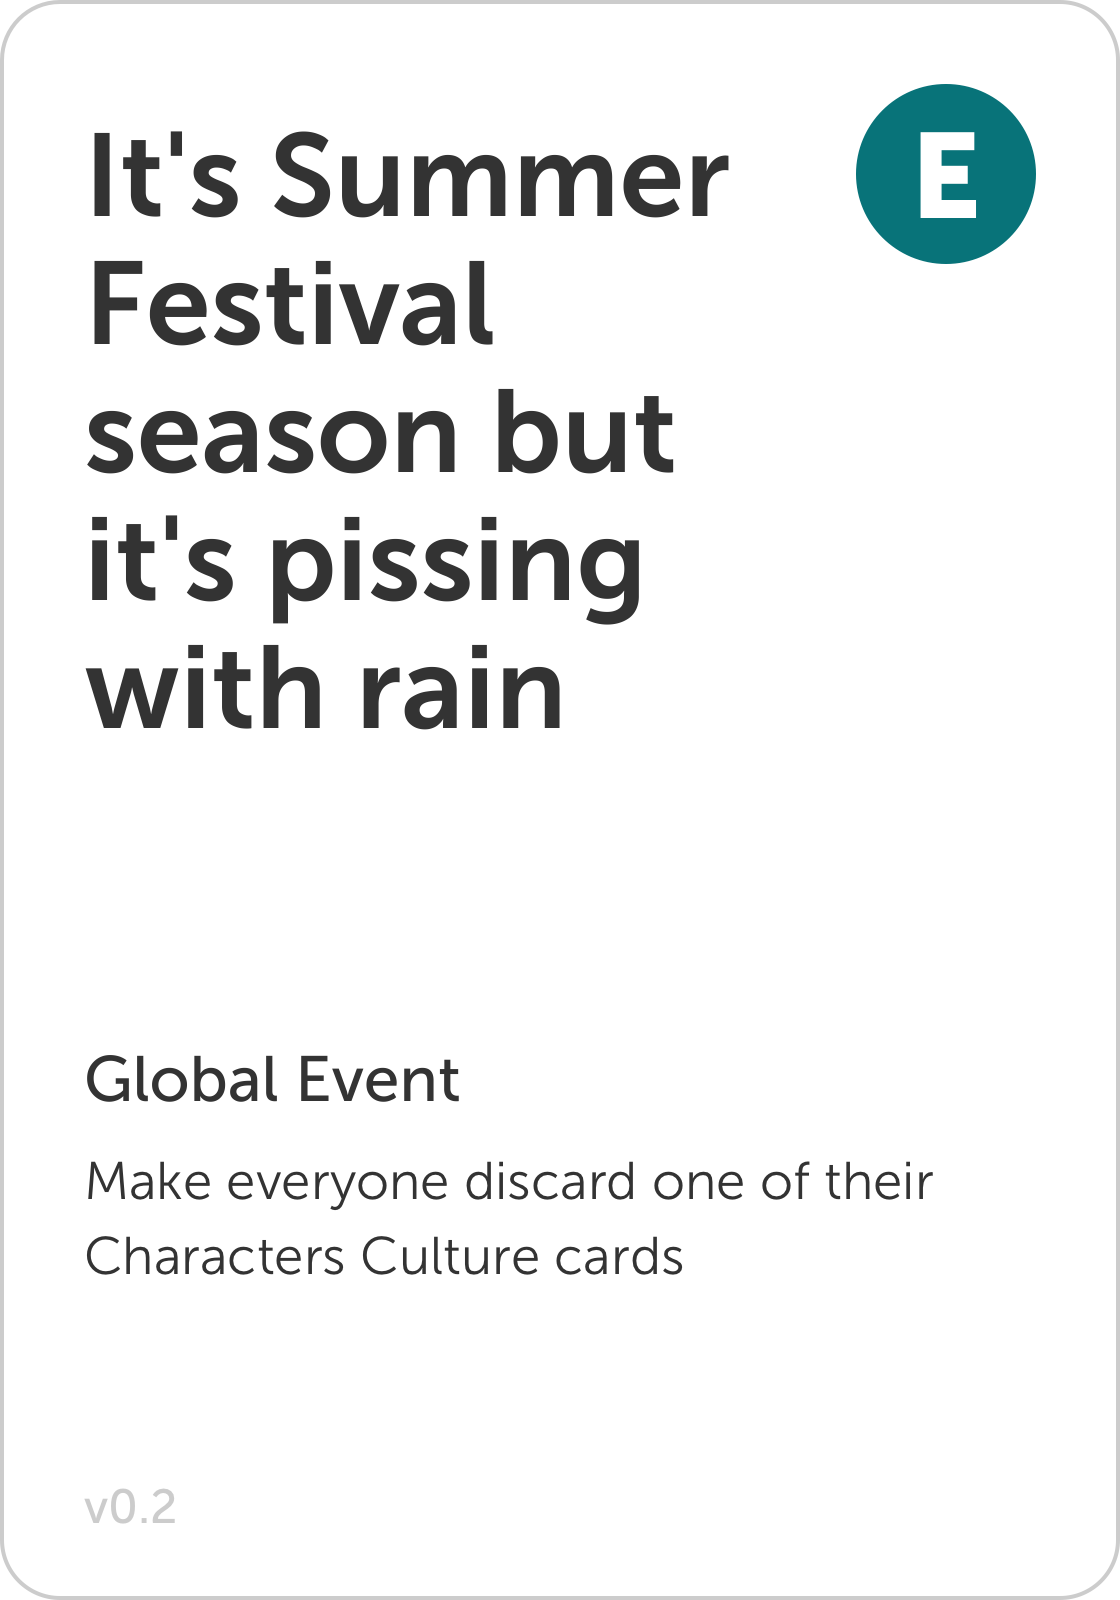 It's Summer
Festival
season but
it's pissing
with rain
E
Global Event
Make everyone discard one of their
Characters Culture cards
v0.2